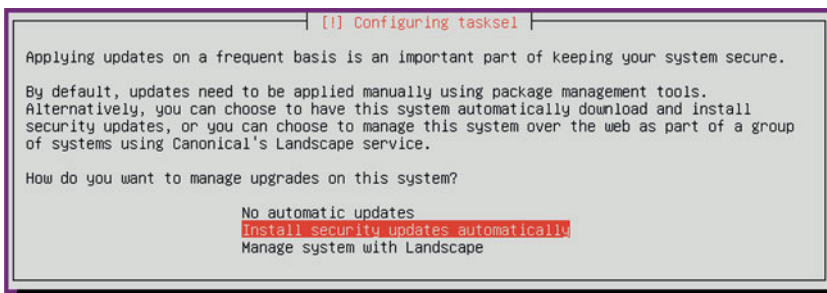 [!] Configuring tasksel
Applying updates on a frequent basis is an important part of keeping your system secure.
By default, updates need to be applied manually using package management tools.
Alternatively, you can choose to have this system automatically download and install
security updates, or you can choose to manage this system over the web as part of a group
of systems using Canonical's Landscape service.
How do you want to manage upgrades on this system?
No automatic updates
Install security updates automatically
Manage system with Landscape